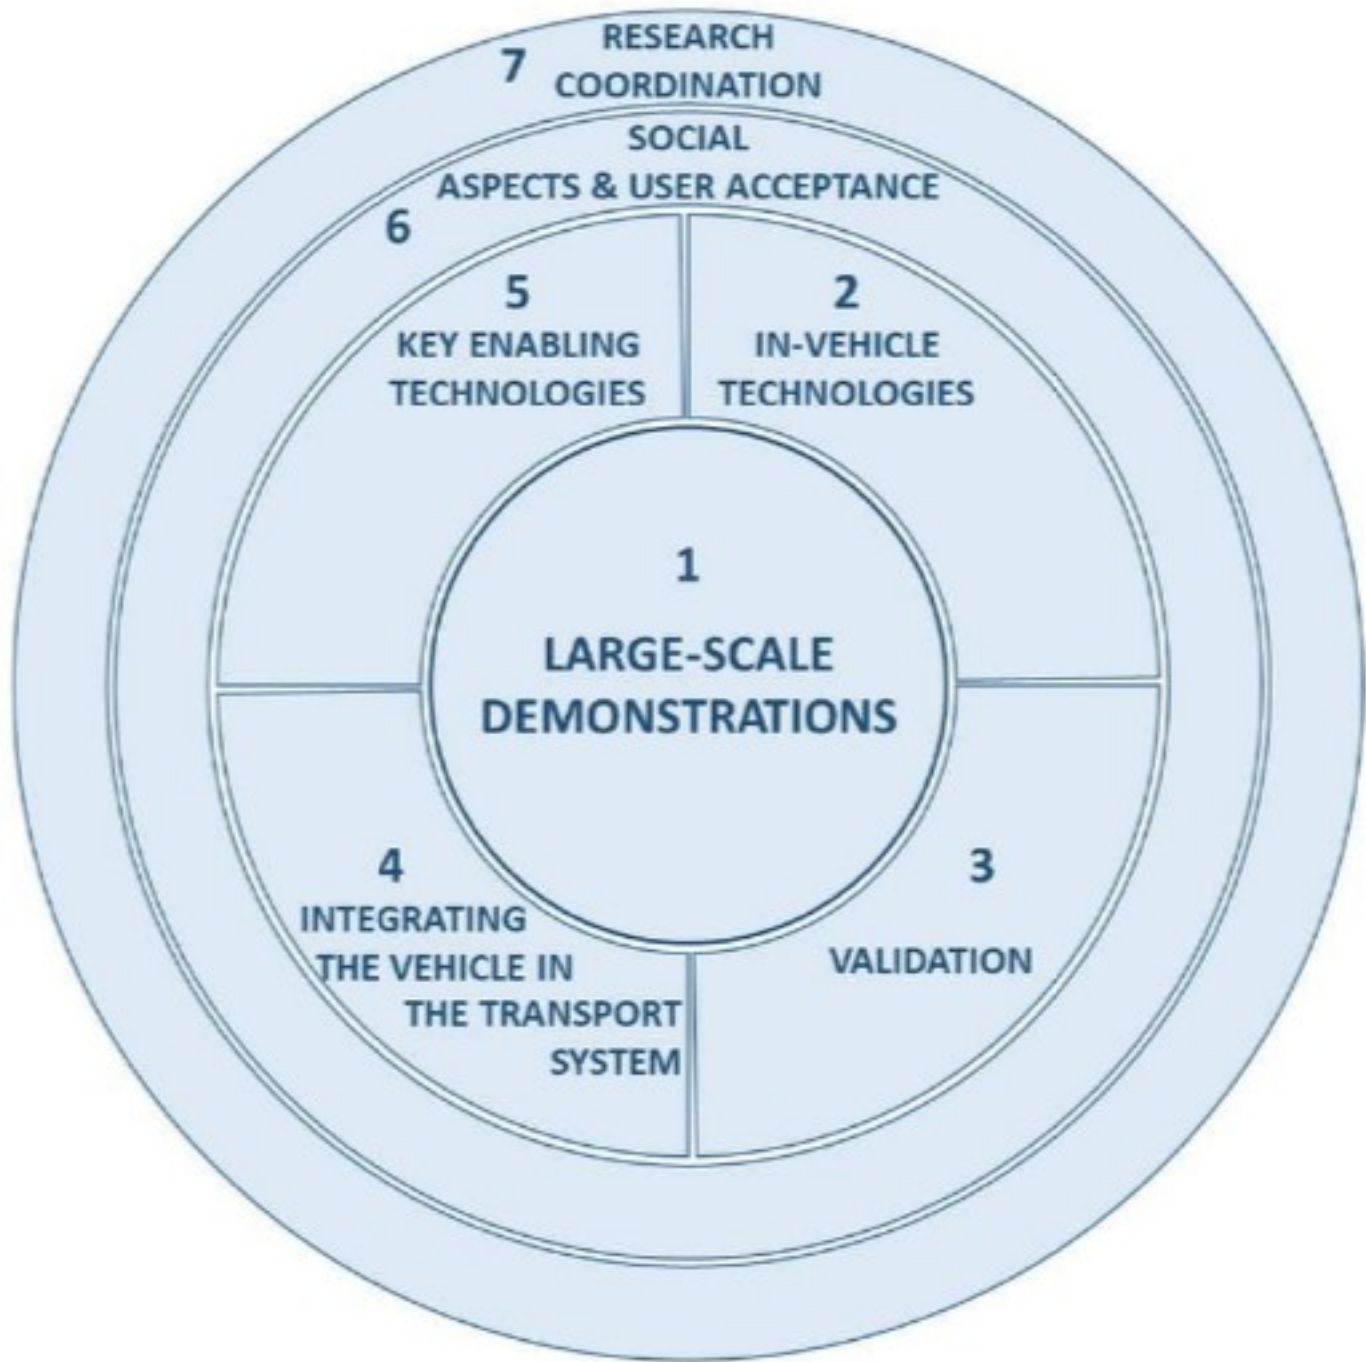 7
RESEARCH
COORDINATION
SOCIAL
ASPECTS & USER ACCEPTANCE
6
5
KEY ENABLING
TECHNOLOGIES
2
IN-VEHICLE
TECHNOLOGIES
1
LARGE-SCALE
DEMONSTRATIONS
4
INTEGRATING
THE VEHICLE IN
THE TRANSPORT
SYSTEM
3
VALIDATION